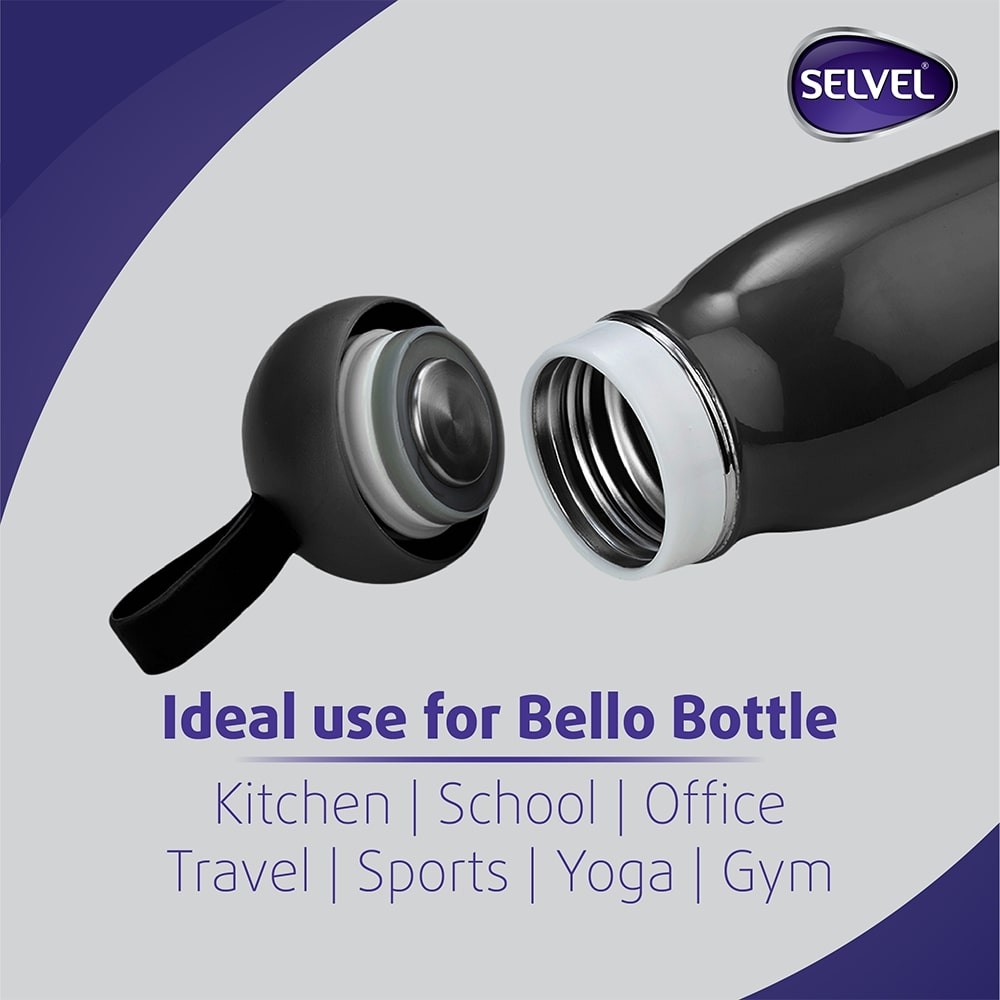 SELVEL®
Ideal use for Bello Bottle
Kitchen | School | Office
Travel | Sports | Yoga | Gym